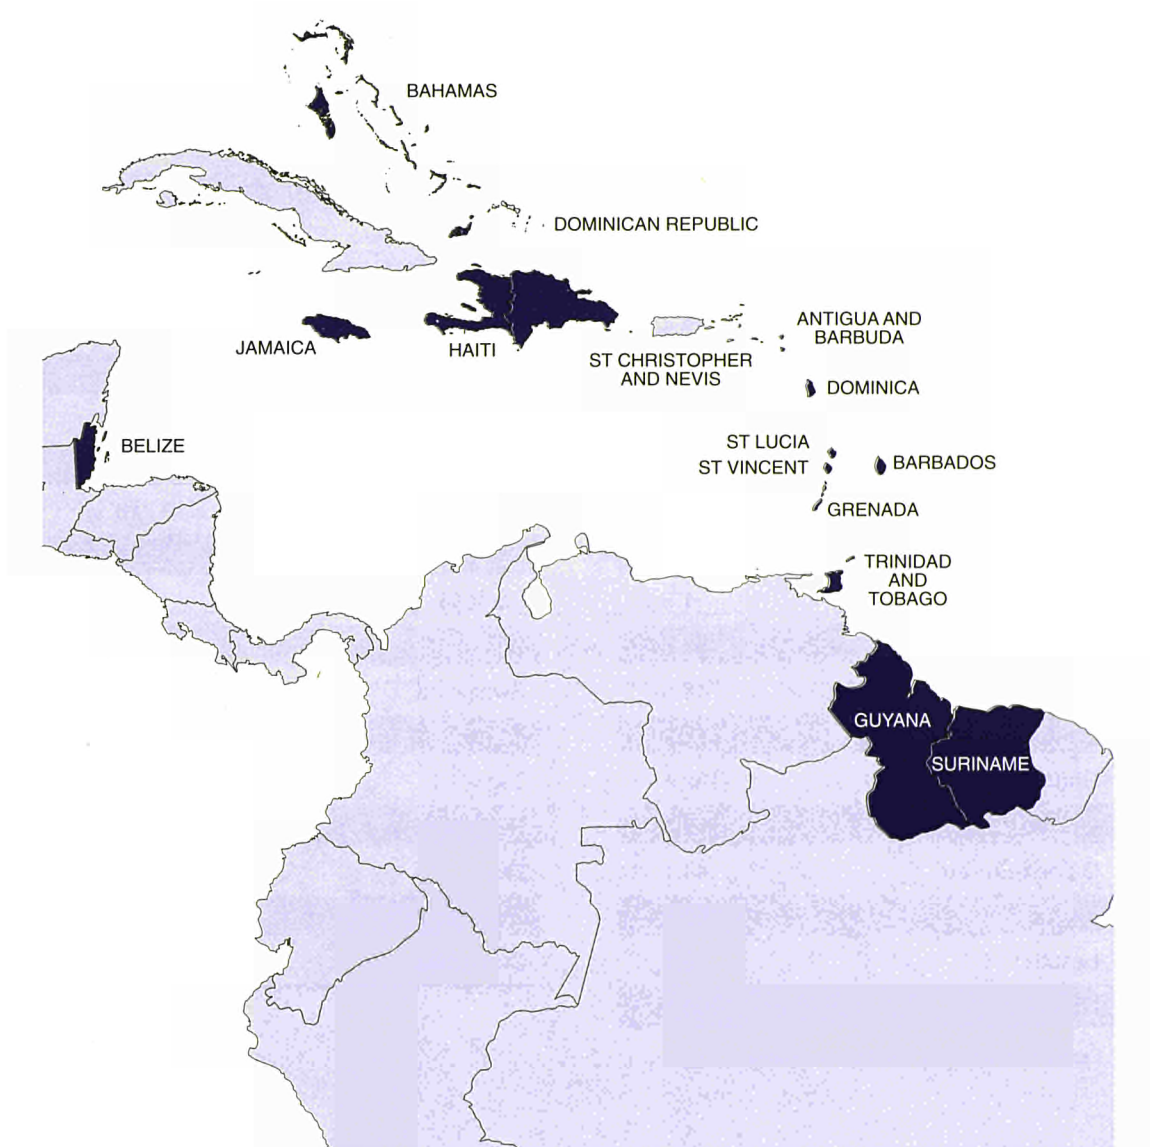 BAHAMAS
DOMINICAN REPUBLIC
ANTIGUA AND
BARBUDA
JAMAICA
HAITI
ST CHRISTOPHER
AND NEVIS
DOMINICA
BELIZE
ST LUCIA
ST VINCENT
BARBADOS
GRENADA
TRINIDAD
AND
TOBAGO
GUYANA
SURINAME